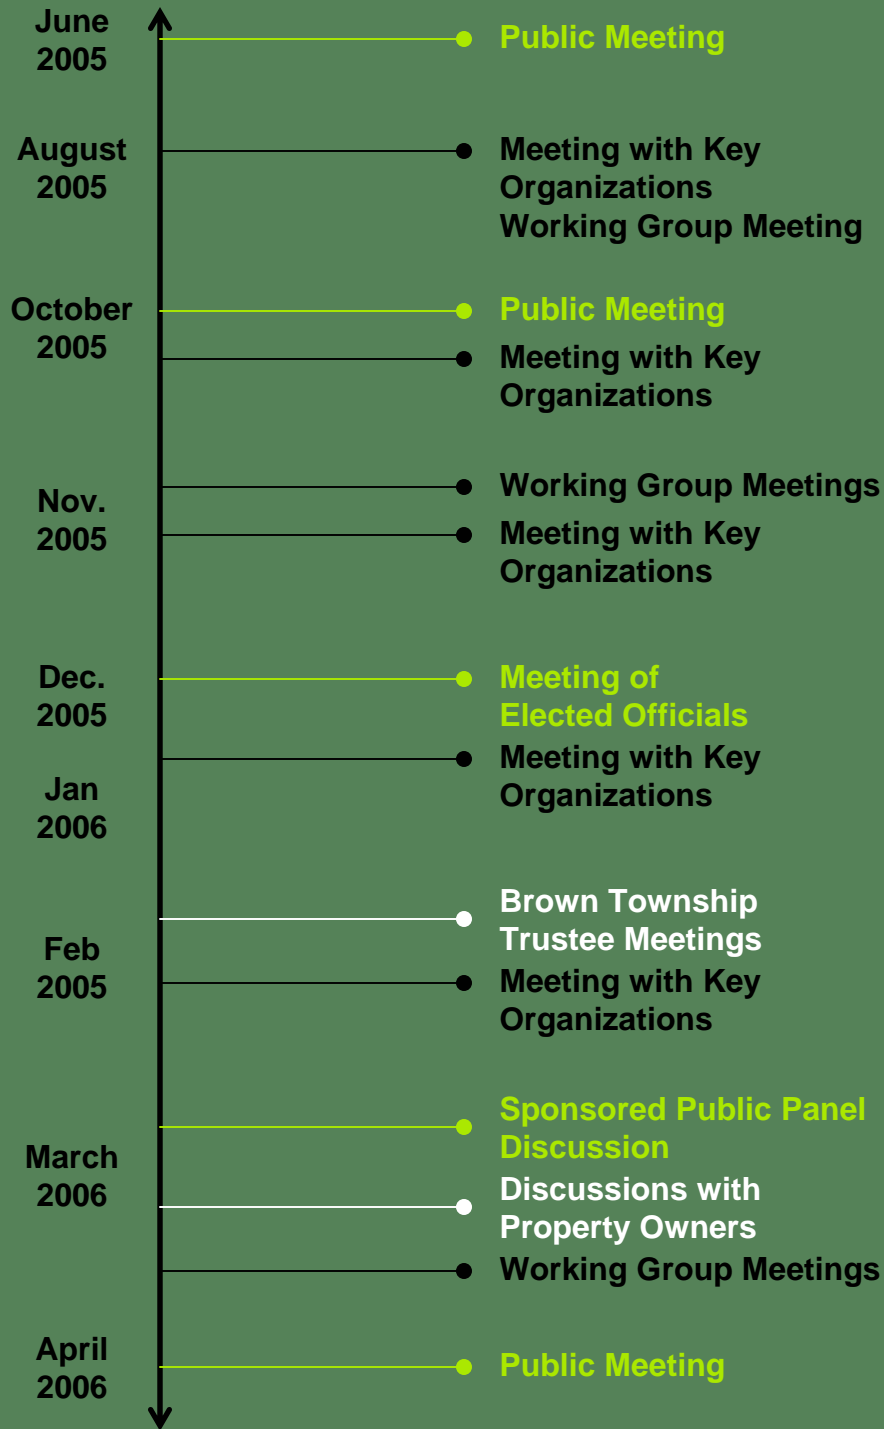 June
2005
Public Meeting
August
2005
Meeting with Key
Organizations
Working Group Meeting
October
2005
Public Meeting
Meeting with Key
Organizations
Nov.
2005
Working Group Meetings
Meeting with Key
Organizations
Dec.
2005
Meeting of
Elected Officials
Jan
2006
Meeting with Key
Organizations
Feb
2005
Brown Township
Trustee Meetings
Meeting with Key
Organizations
March
2006
Sponsored Public Panel
Discussion
Discussions with
Property Owners
Working Group Meetings
April
2006
Public Meeting